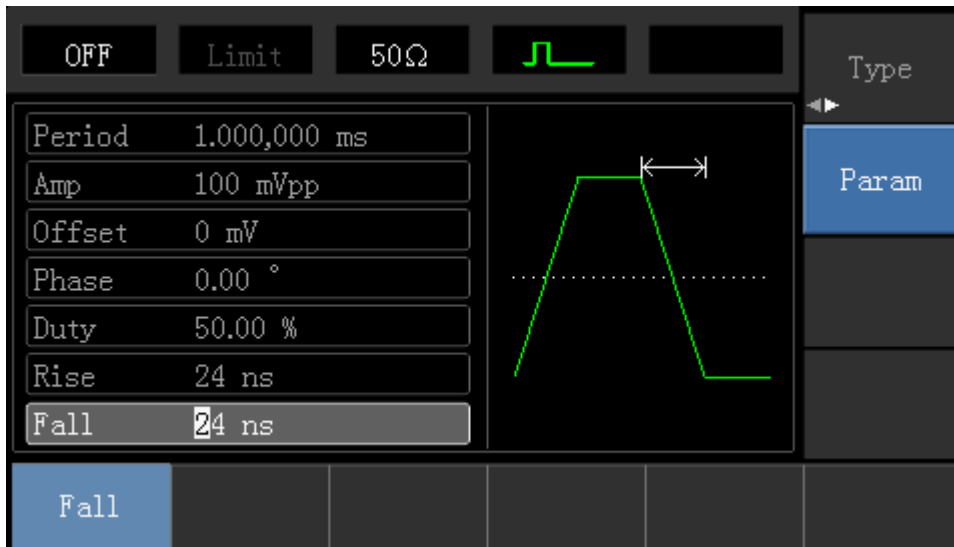 OFF Limit 50Ω
Type
Period 1.000,000 ms
Amp 100 mVpp
Param
Offset 0 mV
Phase 0.00 °
Duty 50.00 %
Rise 24 ns
Fall 24 ns
Fall